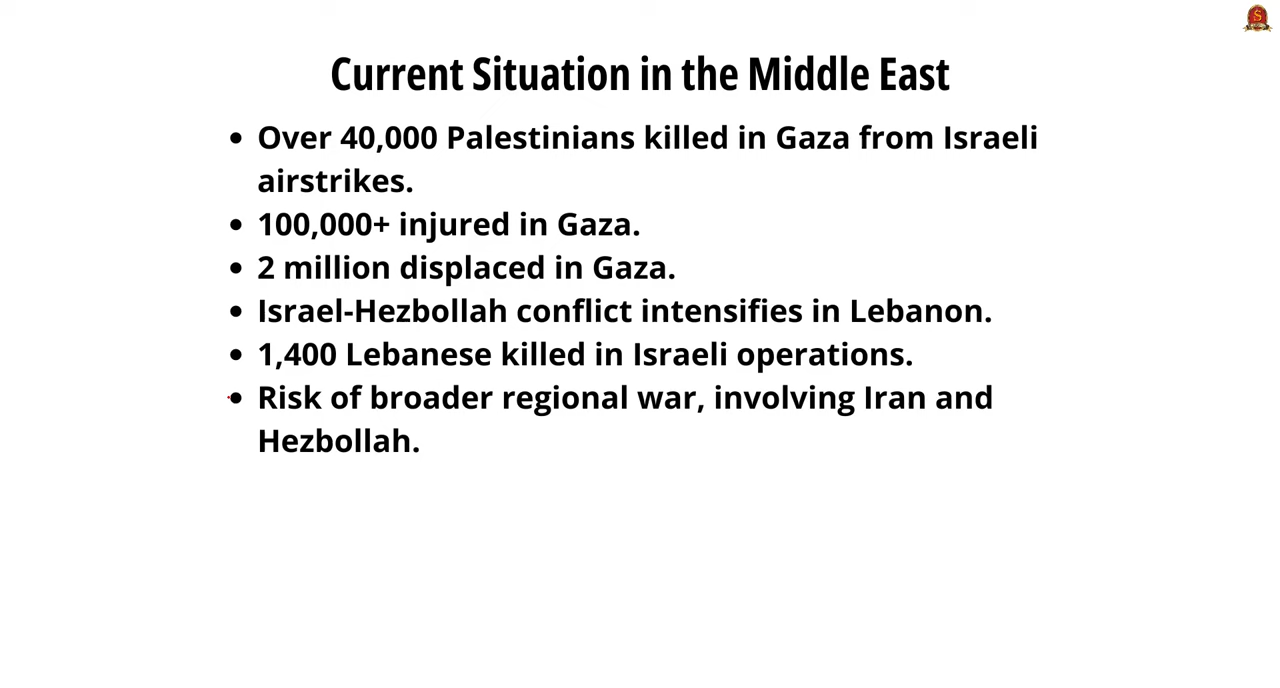 Current Situation in the Middle East
• Over 40,000 Palestinians killed in Gaza from Israeli
airstrikes.
• 100,000+ injured in Gaza.
• 2 million displaced in Gaza.
• Israel-Hezbollah conflict intensifies in Lebanon.
• 1,400 Lebanese killed in Israeli operations.
• Risk of broader regional war, involving Iran and
Hezbollah.
S